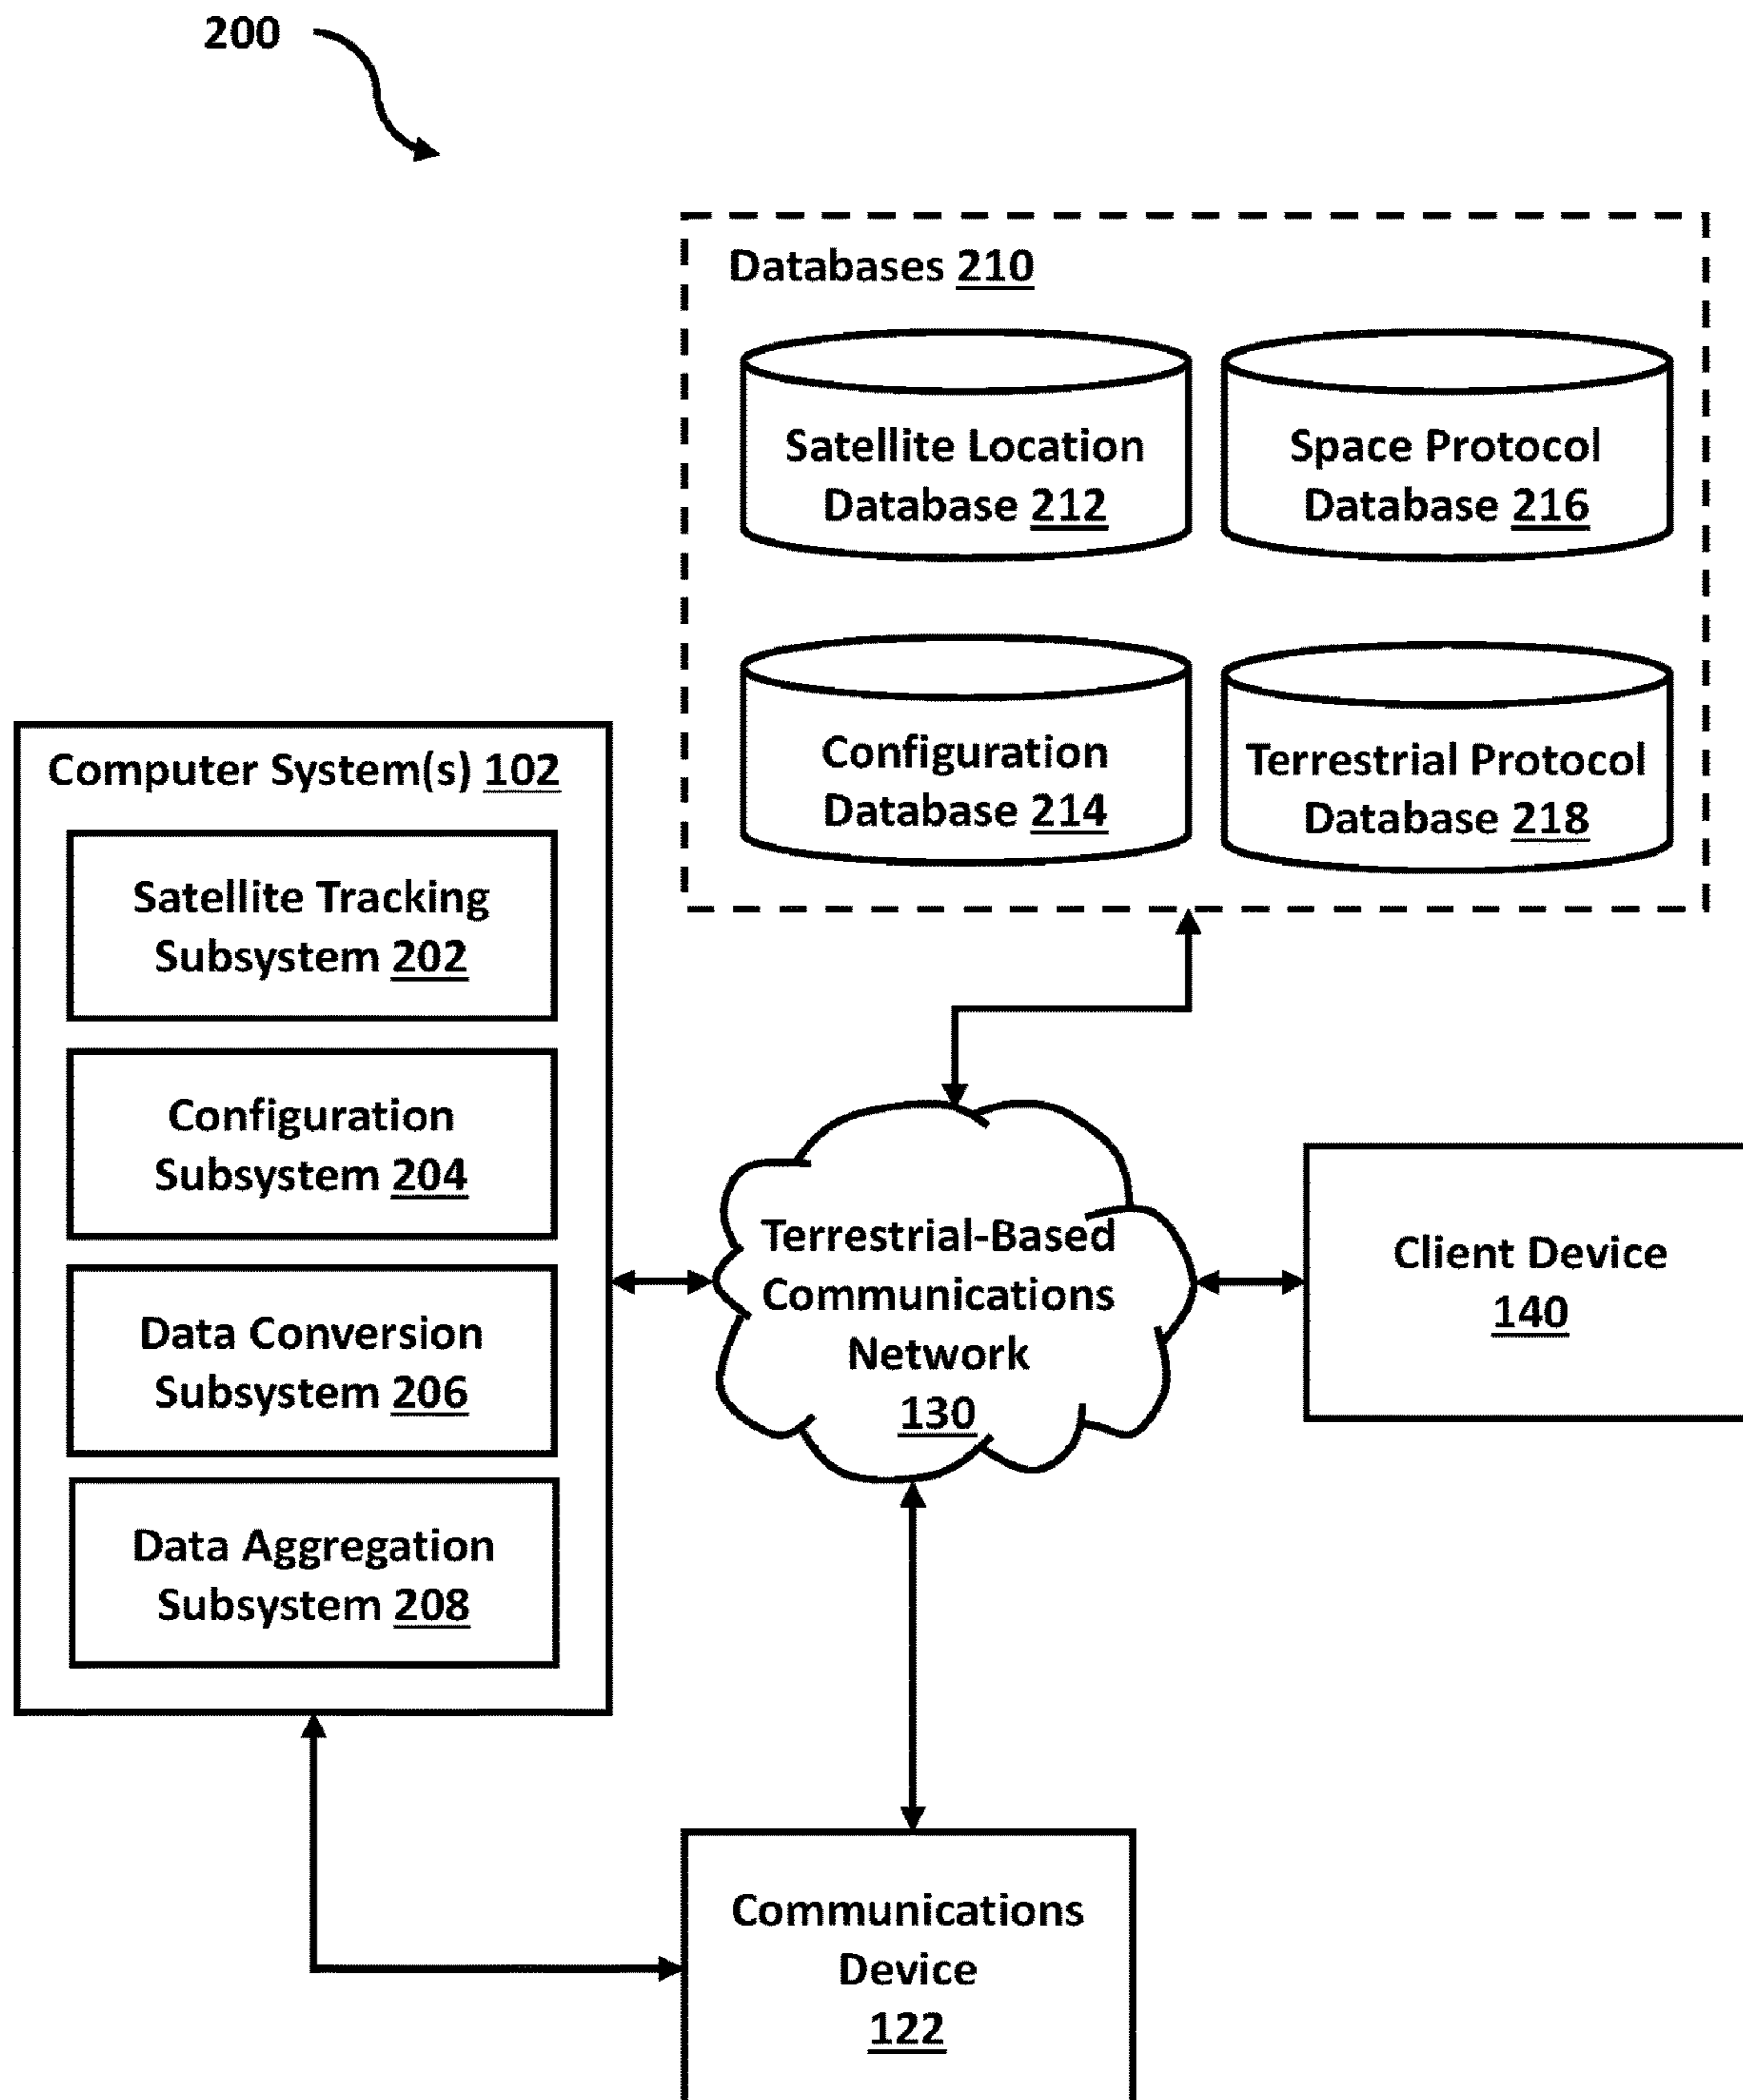 200
Databases 210
Satellite Location
Database 212
Space Protocol
Database 216
Configuration
Database 214
Terrestrial Protocol
Database 218
Computer System(s) 102
Satellite Tracking
Subsystem 202
Configuration
Subsystem 204
Data Conversion
Subsystem 206
Data Aggregation
Subsystem 208
Terrestrial-Based
Communications
Network
130
Client Device
140
Communications
Device
122